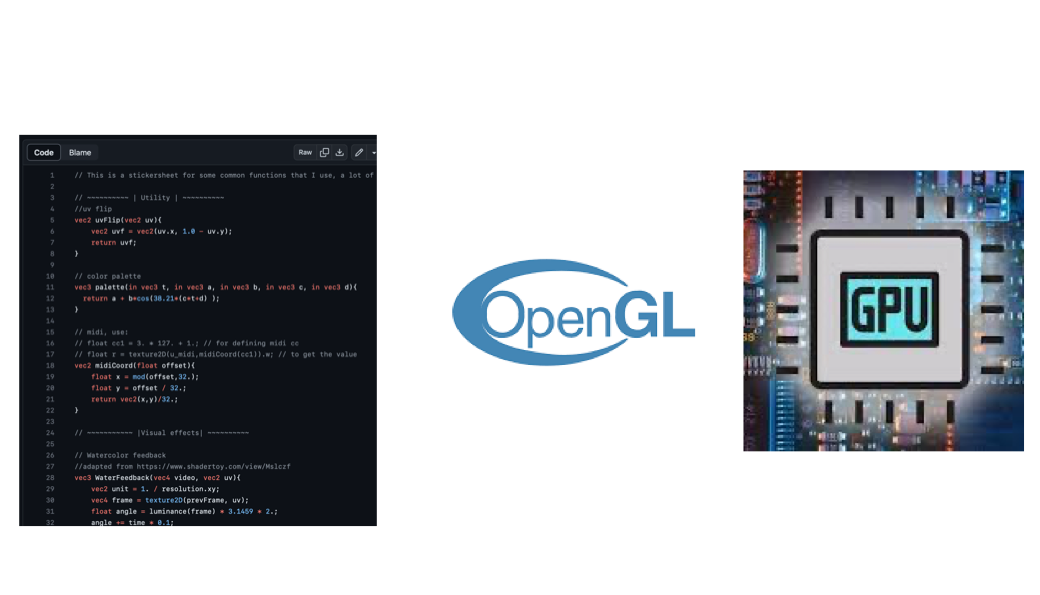 Code Blame Raw
1 // This is a stickersheet for some common functions that I use, a lot of
2
3 // ~~~~~~~~~~ | Utility | ~~~~~~~~~~
4 //uv flip
5 vec2 uvFlip(vec2 uv){
6 vec2 uvf = vec2(uv.x, 1.0 - uv.y);
7 return uvf;
8 }
9
10 // color palette
11 vec3 palette(in vec3 t, in vec3 a, in vec3 b, in vec3 c, in vec3 d){
12 return a + b*cos(38.21*(c*t+d) );
13 }
14
15 // midi, use:
16 // float cc1 = 3. * 127. + 1.; // for defining midi cc
17 // float r = texture2D(u_midi,midiCoord(cc1)).w; // to get the value
18 vec2 midiCoord(float offset){
19 float x = mod(offset,32.);
20 float y = offset / 32.;
21 return vec2(x,y)/32.;
22 }
23
24 // ~~~~~~~~~~~ |Visual effects| ~~~~~~~~~~
25
26 // Watercolor feedback
27 //adapted from https://www.shadertoy.com/view/Mslczf
28 vec3 WaterFeedback(vec4 video, vec2 uv){
29 vec2 unit = 1. / resolution.xy;
30 vec4 frame = texture2D(prevFrame, uv);
31 float angle = luminance(frame) * 3.1459 * 2.;
32 angle += time * 0.1;
OpenGL
GPU